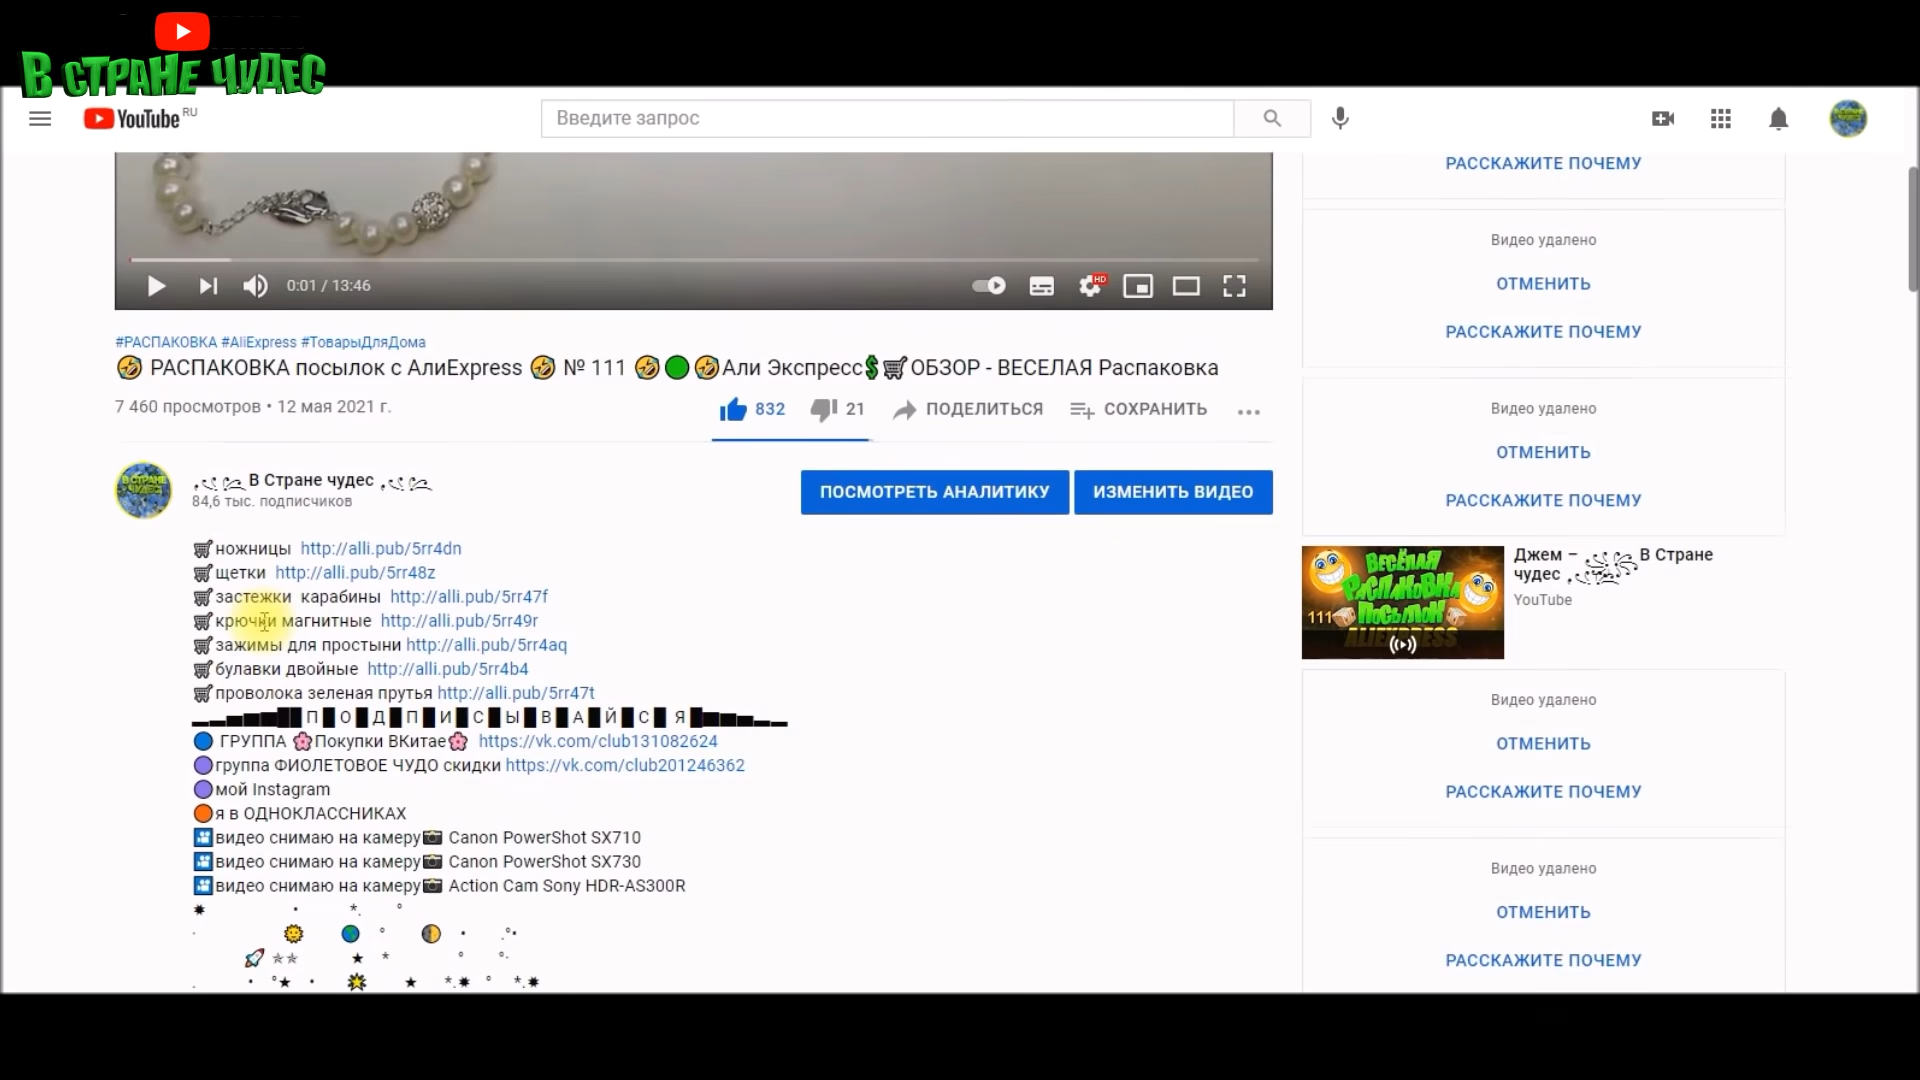 В СТРАНЕ ЧУДЕС
YouTube RU
Введите запрос
0:01 / 13:46
HD
#РАСПАКОВКА #AliExpress #ТоварыДляДома
🤣 РАСПАКОВКА посылок с АлиExpress 🤣 № 111 🤣🟢🤣Али Экспресс💲🛒ОБЗОР - ВЕСЕЛАЯ Распаковка
7 460 просмотров • 12 мая 2021 г.
832
21
ПОДЕЛИТЬСЯ
СОХРАНИТЬ
В Стране чудес
84,6 тыс. подписчиков
ПОСМОТРЕТЬ АНАЛИТИКУ
ИЗМЕНИТЬ ВИДЕО
🛒ножницы http://alli.pub/5rr4dn
🛒щетки http://alli.pub/5rr48z
🛒застежки карабины http://alli.pub/5rr47f
🛒крючки магнитные http://alli.pub/5rr49r
🛒зажимы для простыни http://alli.pub/5rr4aq
🛒булавки двойные http://alli.pub/5rr4b4
🛒проволока зеленая прутья http://alli.pub/5rr47t
▂▂▅▅▅██ П█О█Д█П█И█С█Ы█В█А█Й█С█ Я█▅▅▅▂▂
🔵 ГРУППА 🌸Покупки ВКитае🌸 https://vk.com/club131082624
🟣группа ФИОЛЕТОВОЕ ЧУДО скидки https://vk.com/club201246362
🟣мой Instagram
🟠я в ОДНОКЛАССНИКАХ
🎦видео снимаю на камеру📷 Canon PowerShot SX710
🎦видео снимаю на камеру📷 Canon PowerShot SX730
🎦видео снимаю на камеру📷 Action Cam Sony HDR-AS300R
РАССКАЖИТЕ ПОЧЕМУ
Видео удалено
ОТМЕНИТЬ
РАССКАЖИТЕ ПОЧЕМУ
Видео удалено
ОТМЕНИТЬ
РАССКАЖИТЕ ПОЧЕМУ
ВЕСЁЛАЯ
РАСПАКОВКА
111 ПОСЫЛОК
ALIEXPRESS
Джем – В Стране
чудес
YouTube
Видео удалено
ОТМЕНИТЬ
РАССКАЖИТЕ ПОЧЕМУ
Видео удалено
ОТМЕНИТЬ
РАССКАЖИТЕ ПОЧЕМУ